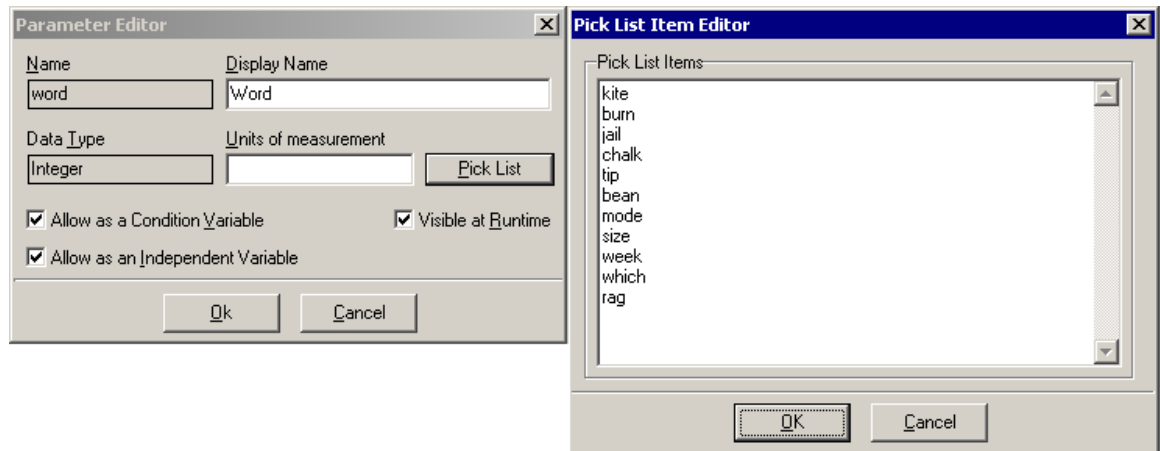 Parameter Editor
Name Display Name
word Word
Data Type Units of measurement
Integer Pick List
Allow as a Condition Variable Visible at Runtime
Allow as an Independent Variable
Ok Cancel
Pick List Item Editor
Pick List Items
kite
burn
jail
chalk
tip
bean
mode
size
week
which
rag
OK Cancel